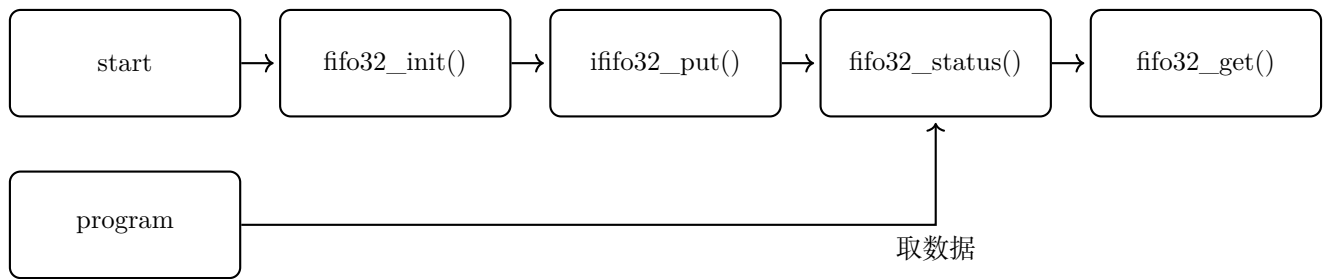 start
fifo32_init()
ififo32_put()
fifo32_status()
fifo32_get()
program
取数据